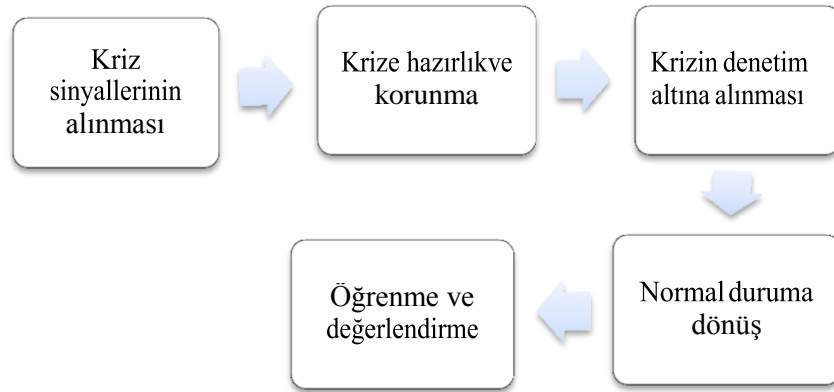 Kriz
sinyallerinin
alınması
Krize hazırlıkve
korunma
Krizin denetim
altına alınması
Normal duruma
dönüş
Öğrenme ve
değerlendirme